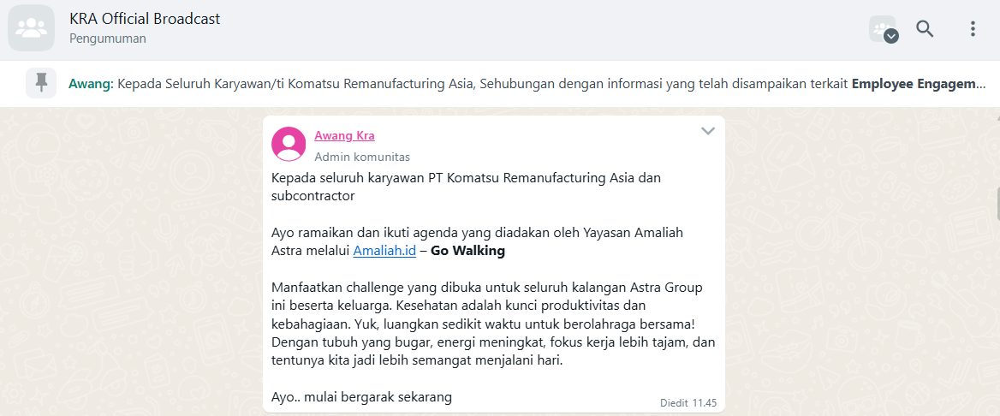 KRA Official Broadcast
Pengumuman
Awang: Kepada Seluruh Karyawan/ti Komatsu Remanufacturing Asia, Sehubungan dengan informasi yang telah disampaikan terkait Employee Engagem...
Awang Kra
Admin komunitas
Kepada seluruh karyawan PT Komatsu Remanufacturing Asia dan
subcontractor
Ayo ramaikan dan ikuti agenda yang diadakan oleh Yayasan Amaliah
Astra melalui Amaliah.id – Go Walking
Manfaatkan challenge yang dibuka untuk seluruh kalangan Astra Group
ini beserta keluarga. Kesehatan adalah kunci produktivitas dan
kebahagiaan. Yuk, luangkan sedikit waktu untuk berolahraga bersama!
Dengan tubuh yang bugar, energi meningkat, fokus kerja lebih tajam, dan
tentunya kita jadi lebih semangat menjalani hari.
Ayo.. mulai bergarak sekarang
Diedit 11.45